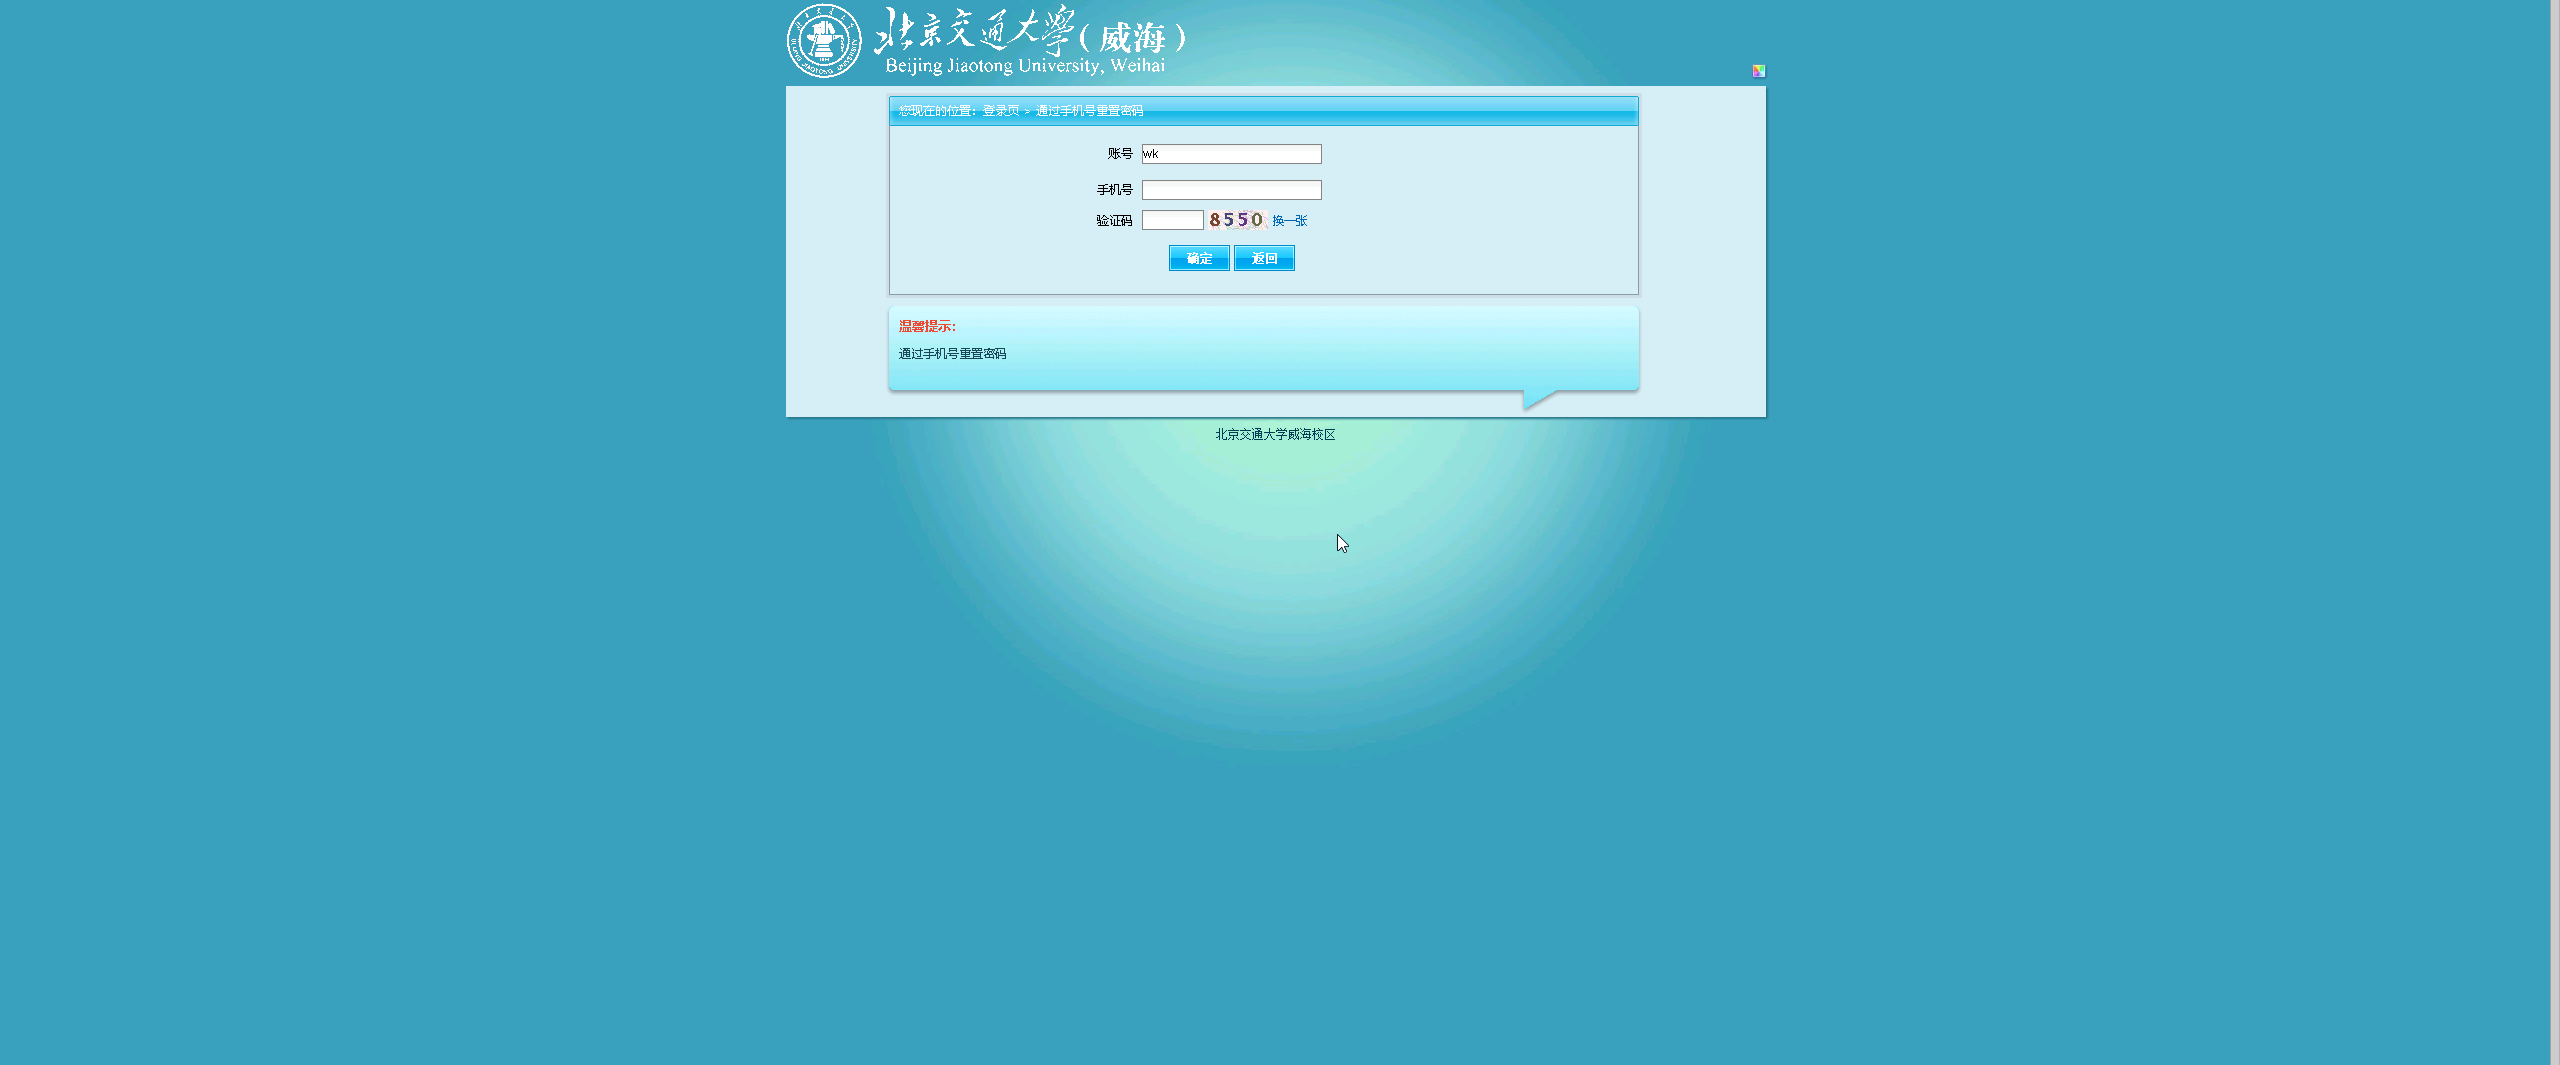 北京交通大學(威海)
Beijing Jiaotong University, Weihai
您现在的位置: 登录页 > 通过手机号重置密码
账号 wk
手机号
验证码 8550 换一张
确定 返回
温馨提示:
通过手机号重置密码
北京交通大学威海校区